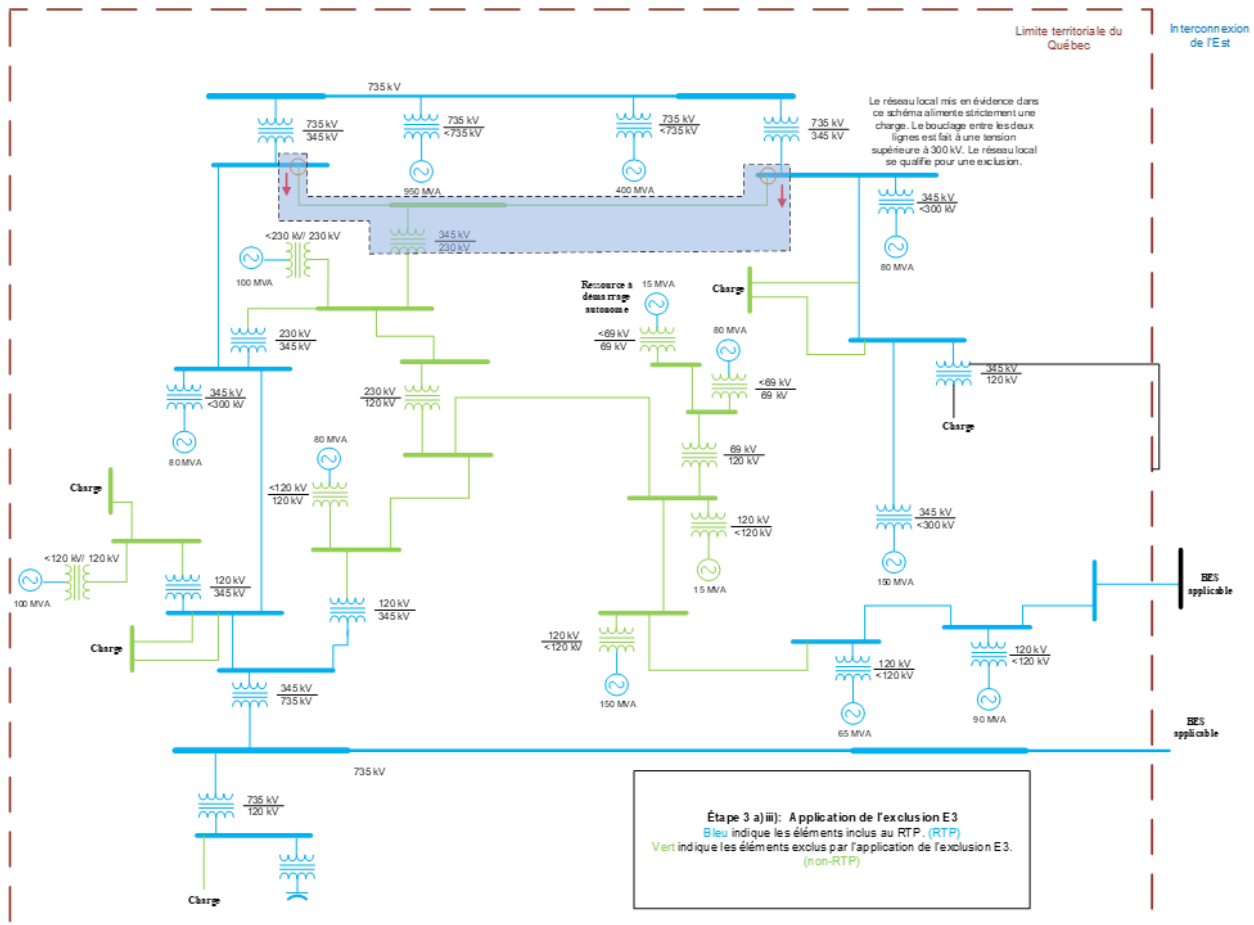 Limite territoriale du
Québec
Interconnexion
de l'Est
735 kV
Le réseau local mis en évidence dans
ce schéma alimente strictement une
charge. Le bouclage entre les deux
lignes est fait à une tension
supérieure à 300 kV. Le réseau local
se qualifie pour une exclusion.
735 kV
345 kV
735 kV
<735 kV
735 kV
<735 kV
735 kV
345 kV
950 MVA
400 MVA
345 kV
<300 kV
80 MVA
345 kV
230 kV
<230 kV/ 230 kV
100 MVA
Ressource à
démarrage
autonome
15 MVA
Charge
<69 kV
69 kV
80 MVA
230 kV
345 kV
345 kV
120 kV
Charge
345 kV
<300 kV
80 MVA
230 kV
120 kV
<69 kV
69 kV
80 MVA
69 kV
120 kV
Charge
<120 kV
120 kV
120 kV
<120 kV
15 MVA
345 kV
<300 kV
150 MVA
<120 kV/ 120 kV
100 MVA
120 kV
345 kV
120 kV
345 kV
BES
applicable
Charge
120 kV
<120 kV
150 MVA
120 kV
<120 kV
65 MVA
120 kV
<120 kV
90 MVA
345 kV
735 kV
BES
applicable
735 kV
735 kV
120 kV
Charge
Étape 3 a)iii): Application de l'exclusion E3
Bleu indique les éléments inclus au RTP. (RTP)
Vert indique les éléments exclus par l'application de l'exclusion E3.
(non-RTP)